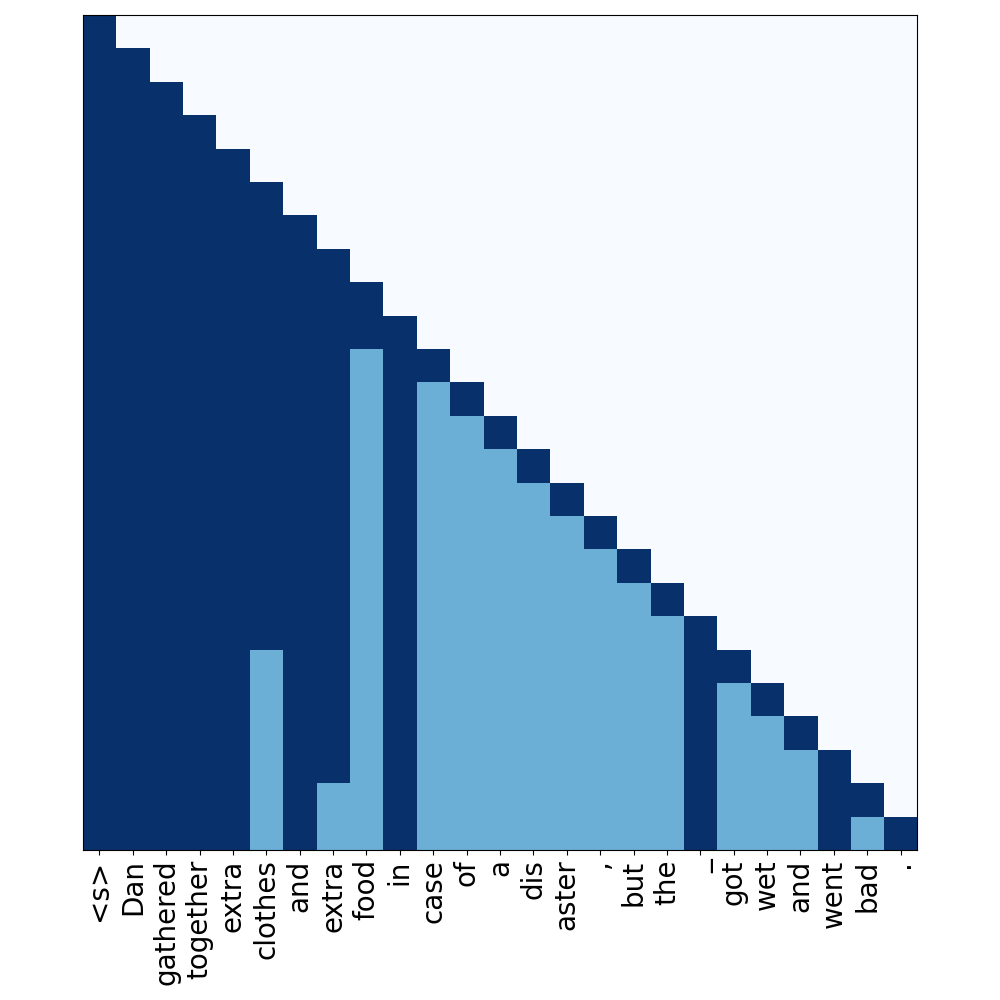 <s> Dan gathered together extra clothes and extra food in case of a dis aster , but the _ got wet and went bad .